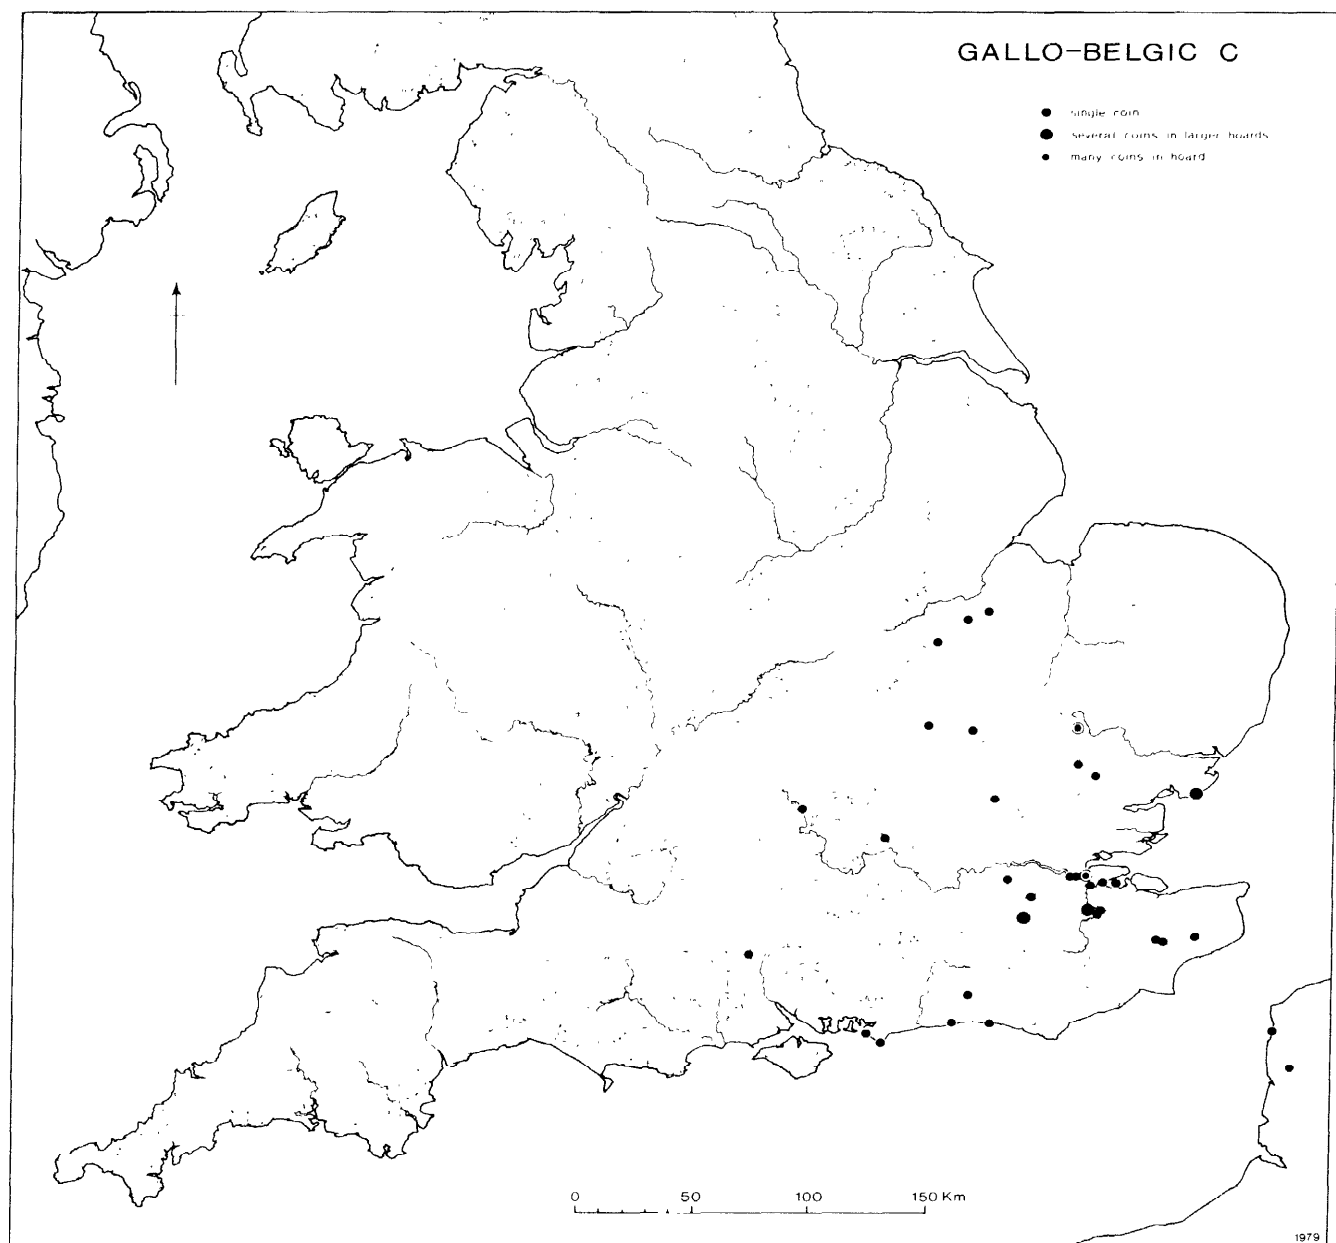 GALLO-BELGIC C
single coin
several coins in larger hoards
many coins in hoard
0 50 100 150 Km
1979